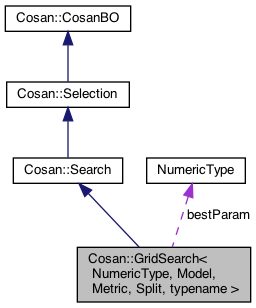 Cosan::CosanBO
Cosan::Selection
Cosan::Search
NumericType
bestParam
Cosan::GridSearch<
NumericType, Model,
Metric, Split, typename >